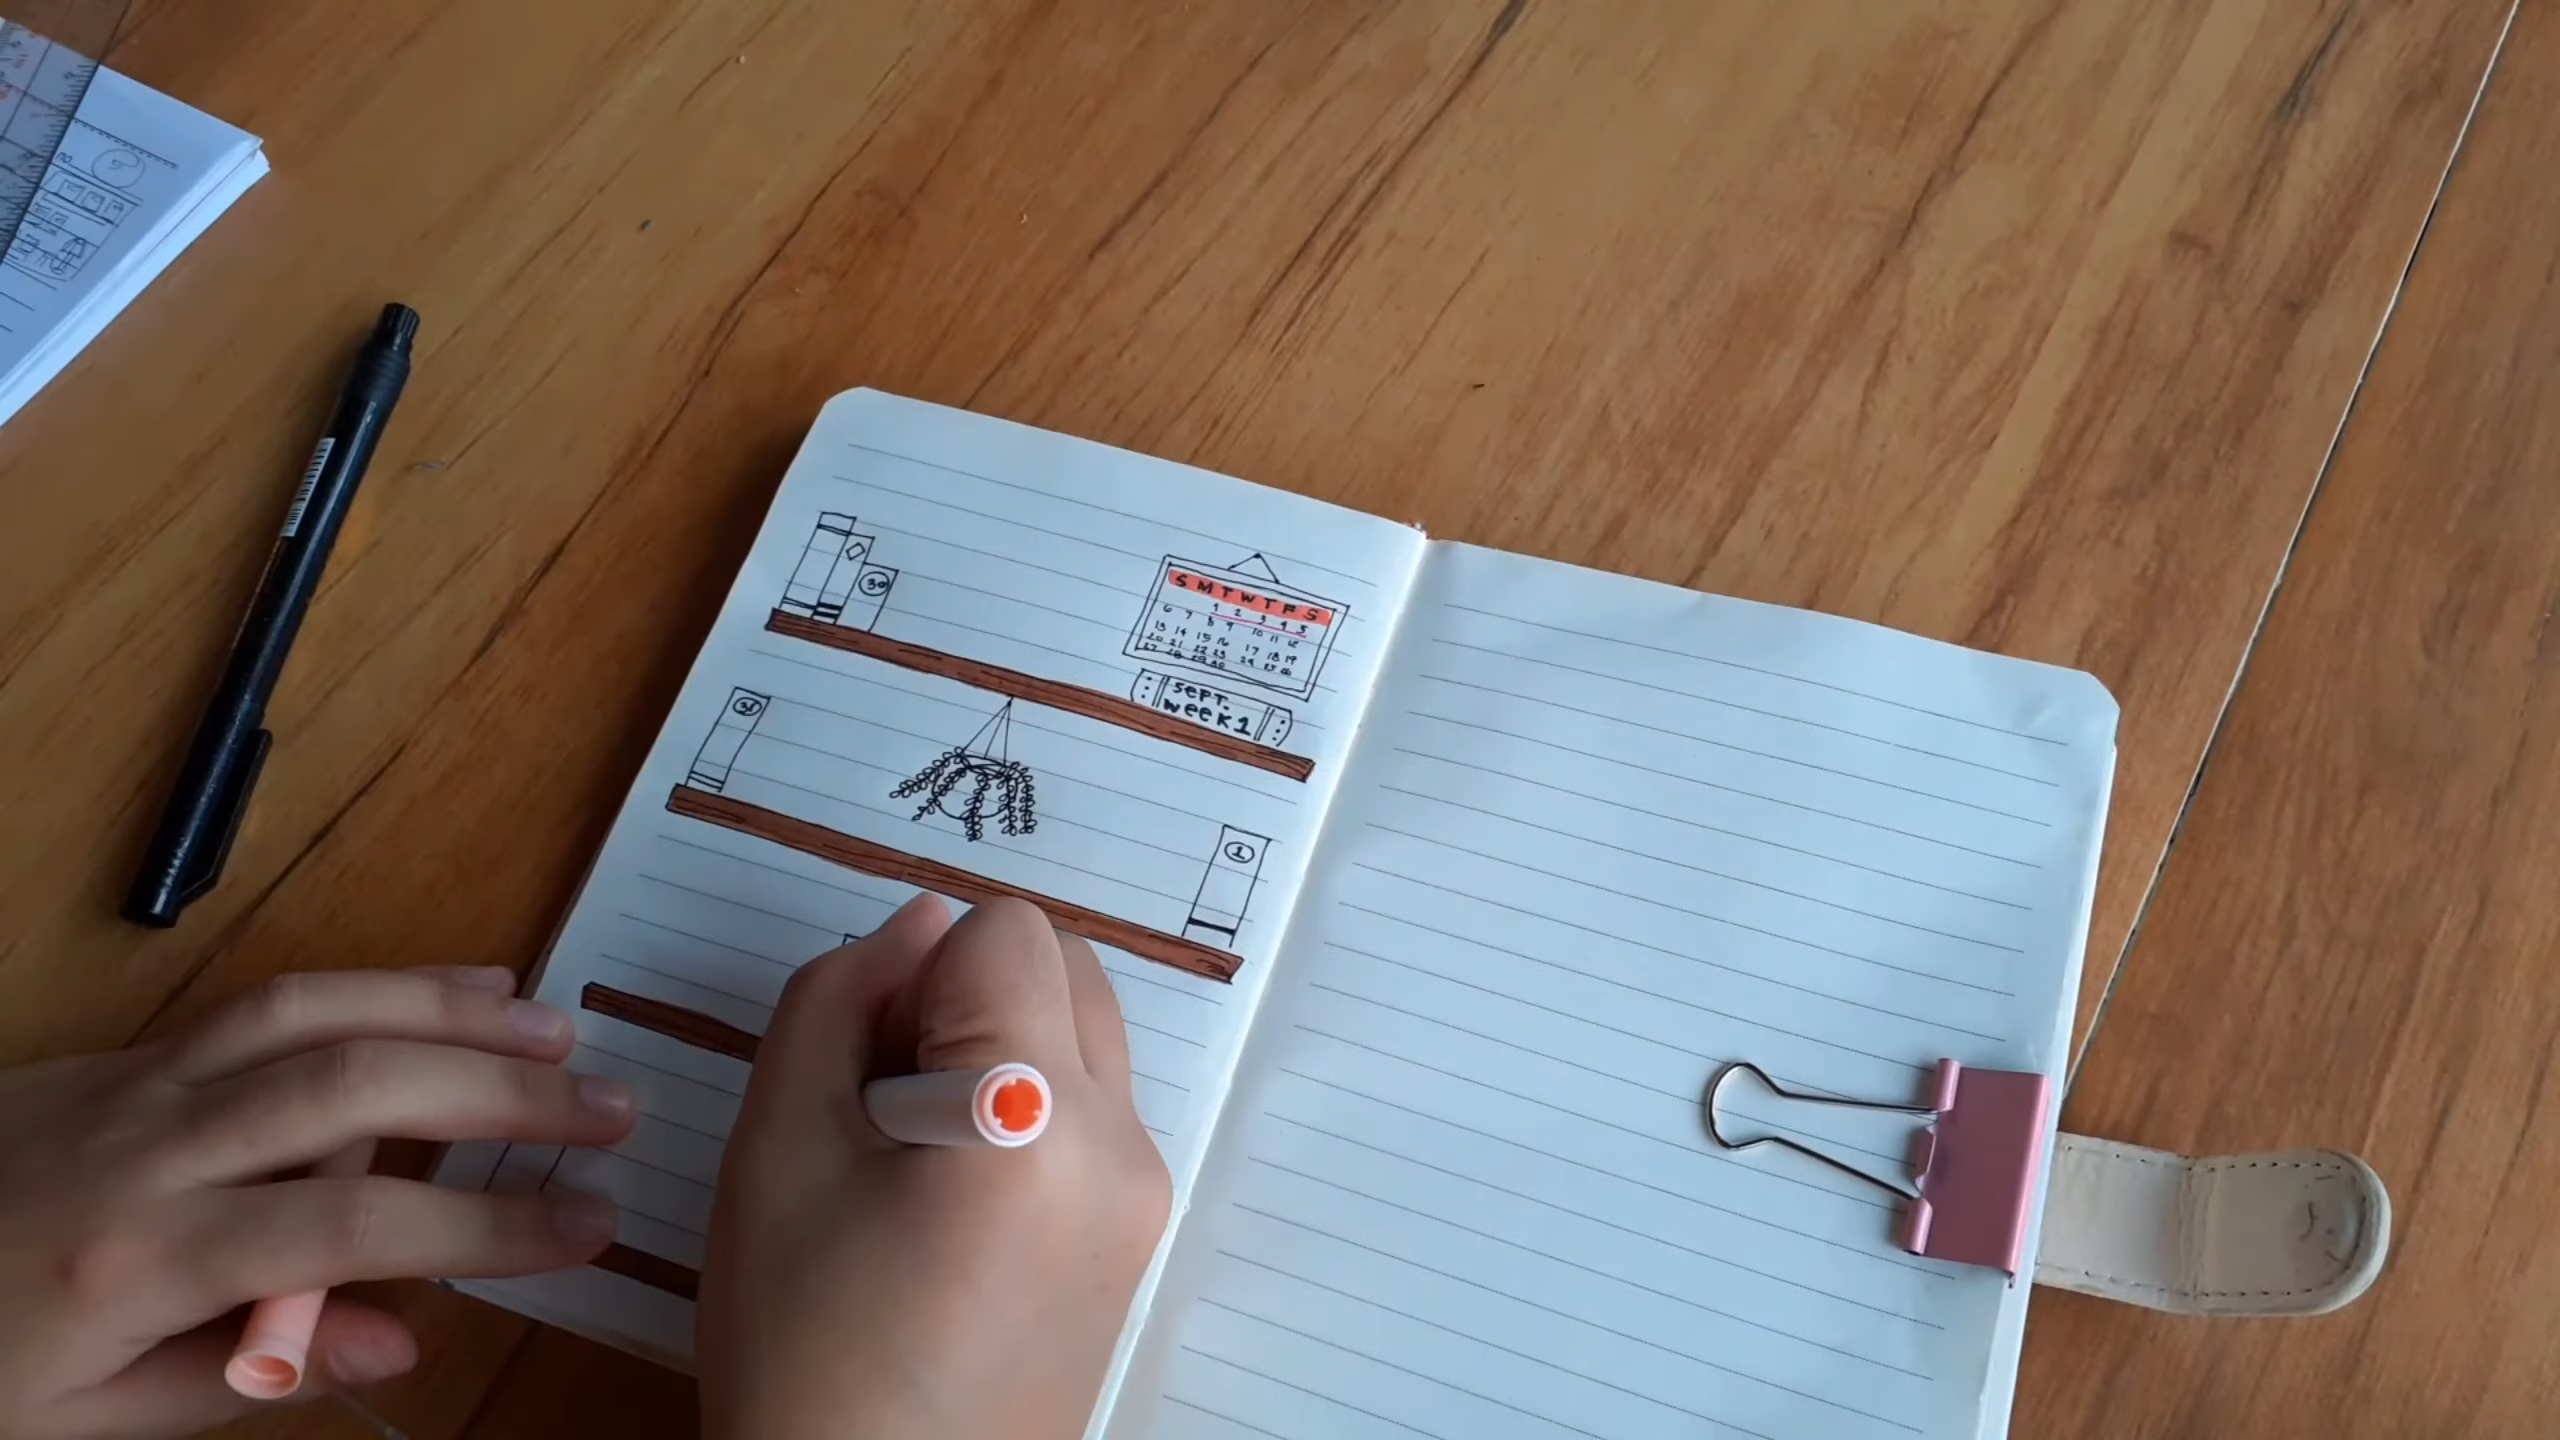 30
S M T W T F S
1 2 3 4 5
6 7 8 9 10 11 12
13 14 15 16 17 18 19
20 21 22 23 24 25 26
27 28 29 30
SePT.
week 1
31
1
no.